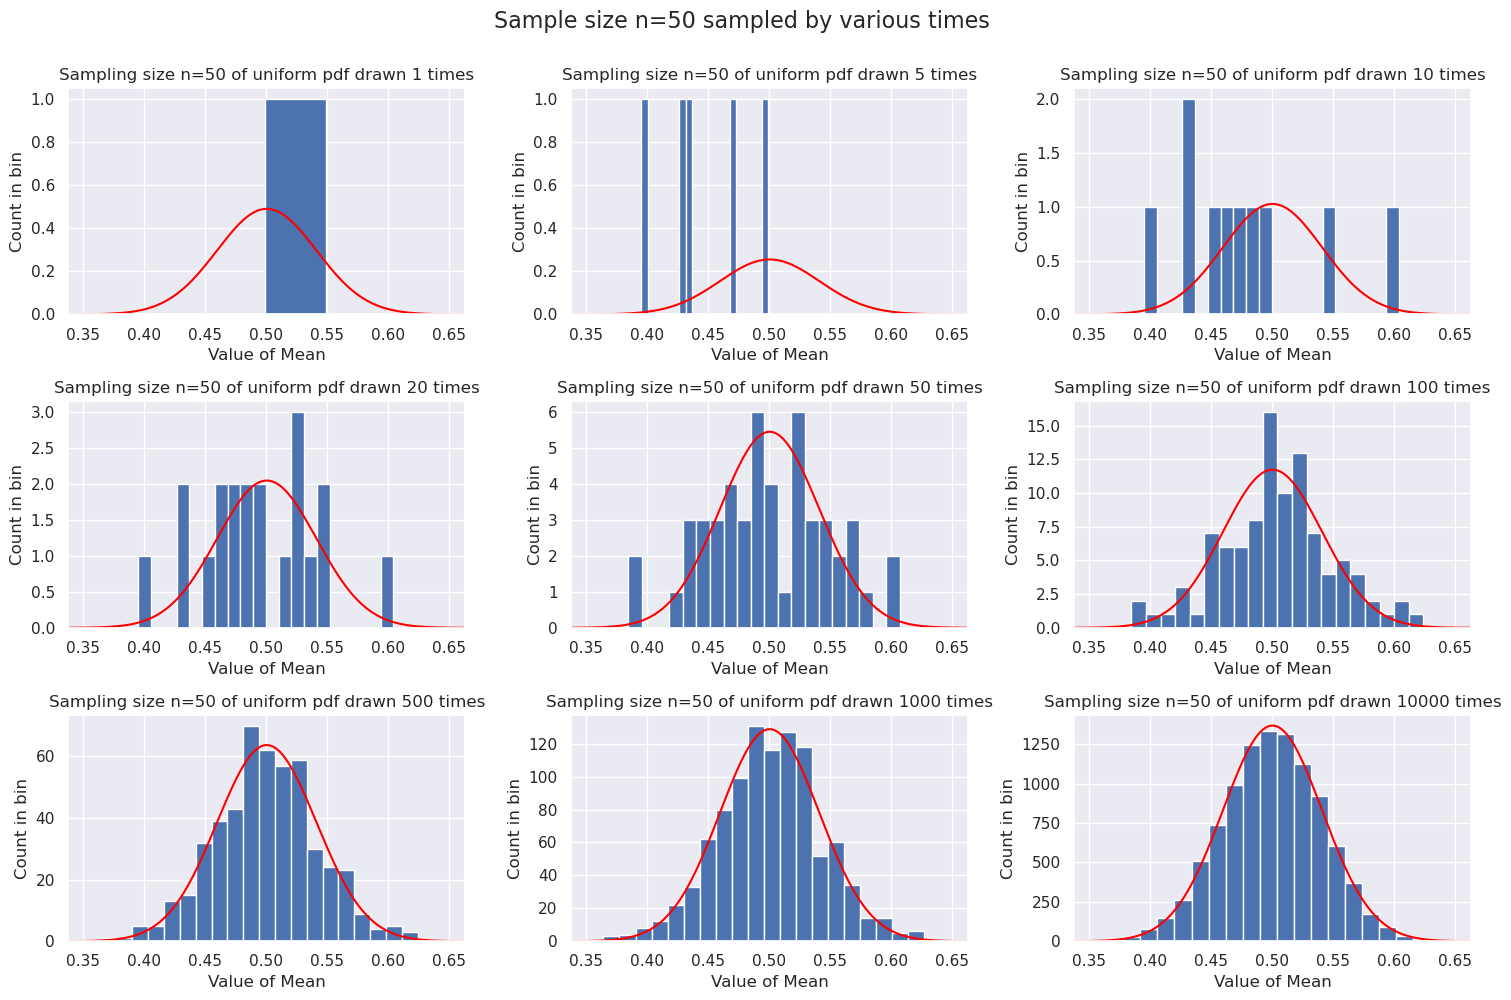 Sample size n=50 sampled by various times
Sampling size n=50 of uniform pdf drawn 1 times
Count in bin
1.0
0.8
0.6
0.4
0.2
0.0
0.35 0.40 0.45 0.50 0.55 0.60 0.65
Value of Mean
Sampling size n=50 of uniform pdf drawn 5 times
Count in bin
1.0
0.8
0.6
0.4
0.2
0.0
0.35 0.40 0.45 0.50 0.55 0.60 0.65
Value of Mean
Sampling size n=50 of uniform pdf drawn 10 times
Count in bin
2.0
1.5
1.0
0.5
0.0
0.35 0.40 0.45 0.50 0.55 0.60 0.65
Value of Mean
Sampling size n=50 of uniform pdf drawn 20 times
Count in bin
3.0
2.5
2.0
1.5
1.0
0.5
0.0
0.35 0.40 0.45 0.50 0.55 0.60 0.65
Value of Mean
Sampling size n=50 of uniform pdf drawn 50 times
Count in bin
6
5
4
3
2
1
0
0.35 0.40 0.45 0.50 0.55 0.60 0.65
Value of Mean
Sampling size n=50 of uniform pdf drawn 100 times
Count in bin
15.0
12.5
10.0
7.5
5.0
2.5
0.0
0.35 0.40 0.45 0.50 0.55 0.60 0.65
Value of Mean
Sampling size n=50 of uniform pdf drawn 500 times
Count in bin
60
40
20
0
0.35 0.40 0.45 0.50 0.55 0.60 0.65
Value of Mean
Sampling size n=50 of uniform pdf drawn 1000 times
Count in bin
120
100
80
60
40
20
0
0.35 0.40 0.45 0.50 0.55 0.60 0.65
Value of Mean
Sampling size n=50 of uniform pdf drawn 10000 times
Count in bin
1250
1000
750
500
250
0
0.35 0.40 0.45 0.50 0.55 0.60 0.65
Value of Mean